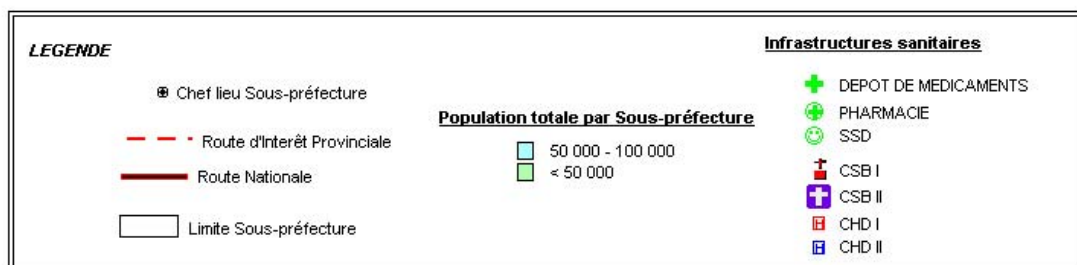 LEGENDE
Chef lieu Sous-préfecture
Route d'Interêt Provinciale
Route Nationale
Limite Sous-préfecture
Population totale par Sous-préfecture
50 000 - 100 000
< 50 000
Infrastructures sanitaires
DEPOT DE MEDICAMENTS
PHARMACIE
SSD
CSB I
CSB II
H CHD I
H CHD II